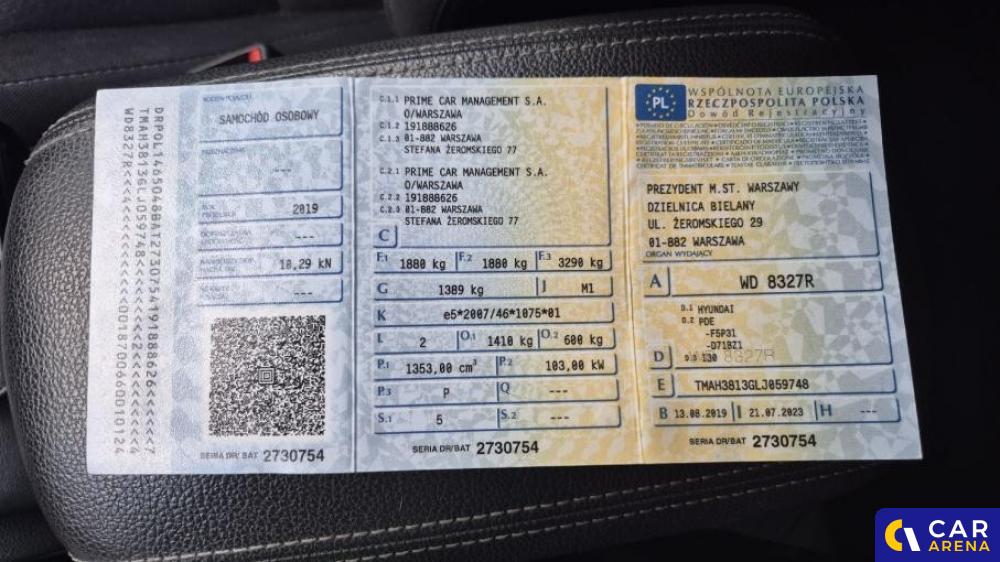 DRPOL1465048BAT2730754191888626<<<<<7
TMAH3813GLJ059748<<<<<<<2<<<<<<<<<<<4
WD8327R<<<4<<<<<<<<<001870066600101244
RODZAJ POJAZDU
SAMOCHÓD OSOBOWY
PRZEZNACZENIE
---
ROK PRODUKCJI
2019
---
10,29 kN
---
SERIA DR/BAT 2730754
C.1.1 PRIME CAR MANAGEMENT S.A.
O/WARSZAWA
C.1.2 191888626
C.1.3 01-882 WARSZAWA
STEFANA ŻEROMSKIEGO 77
C.2.1 PRIME CAR MANAGEMENT S.A.
O/WARSZAWA
C.2.2 191888626
C.2.3 01-882 WARSZAWA
STEFANA ŻEROMSKIEGO 77
C
F.1 1880 kg F.2 1880 kg F.3 3290 kg
G 1389 kg J M1
K e5*2007/46*1075*01
L 2 O.1 1410 kg O.2 600 kg
P.1 1353,00 cm³ P.2 103,00 kW
P.3 P Q ---
S.1 5 S.2 ---
SERIA DR/BAT 2730754
PL
WSPÓLNOTA EUROPEJSKA
RZECZPOSPOLITA POLSKA
Dowód Rejestracyjny
PREZYDENT M.ST. WARSZAWY
DZIELNICA BIELANY
UL. ŻEROMSKIEGO 29
01-882 WARSZAWA
ORGAN WYDAJĄCY
A WD 8327R
D.1 HYUNDAI
D.2 PDE
-F5P31
-D71BZ1
D D.3 I30 8327R
E TMAH3813GLJ059748
B 13.08.2019 I 21.07.2023 H ---
SERIA DR/BAT 2730754
CAR
ARENA